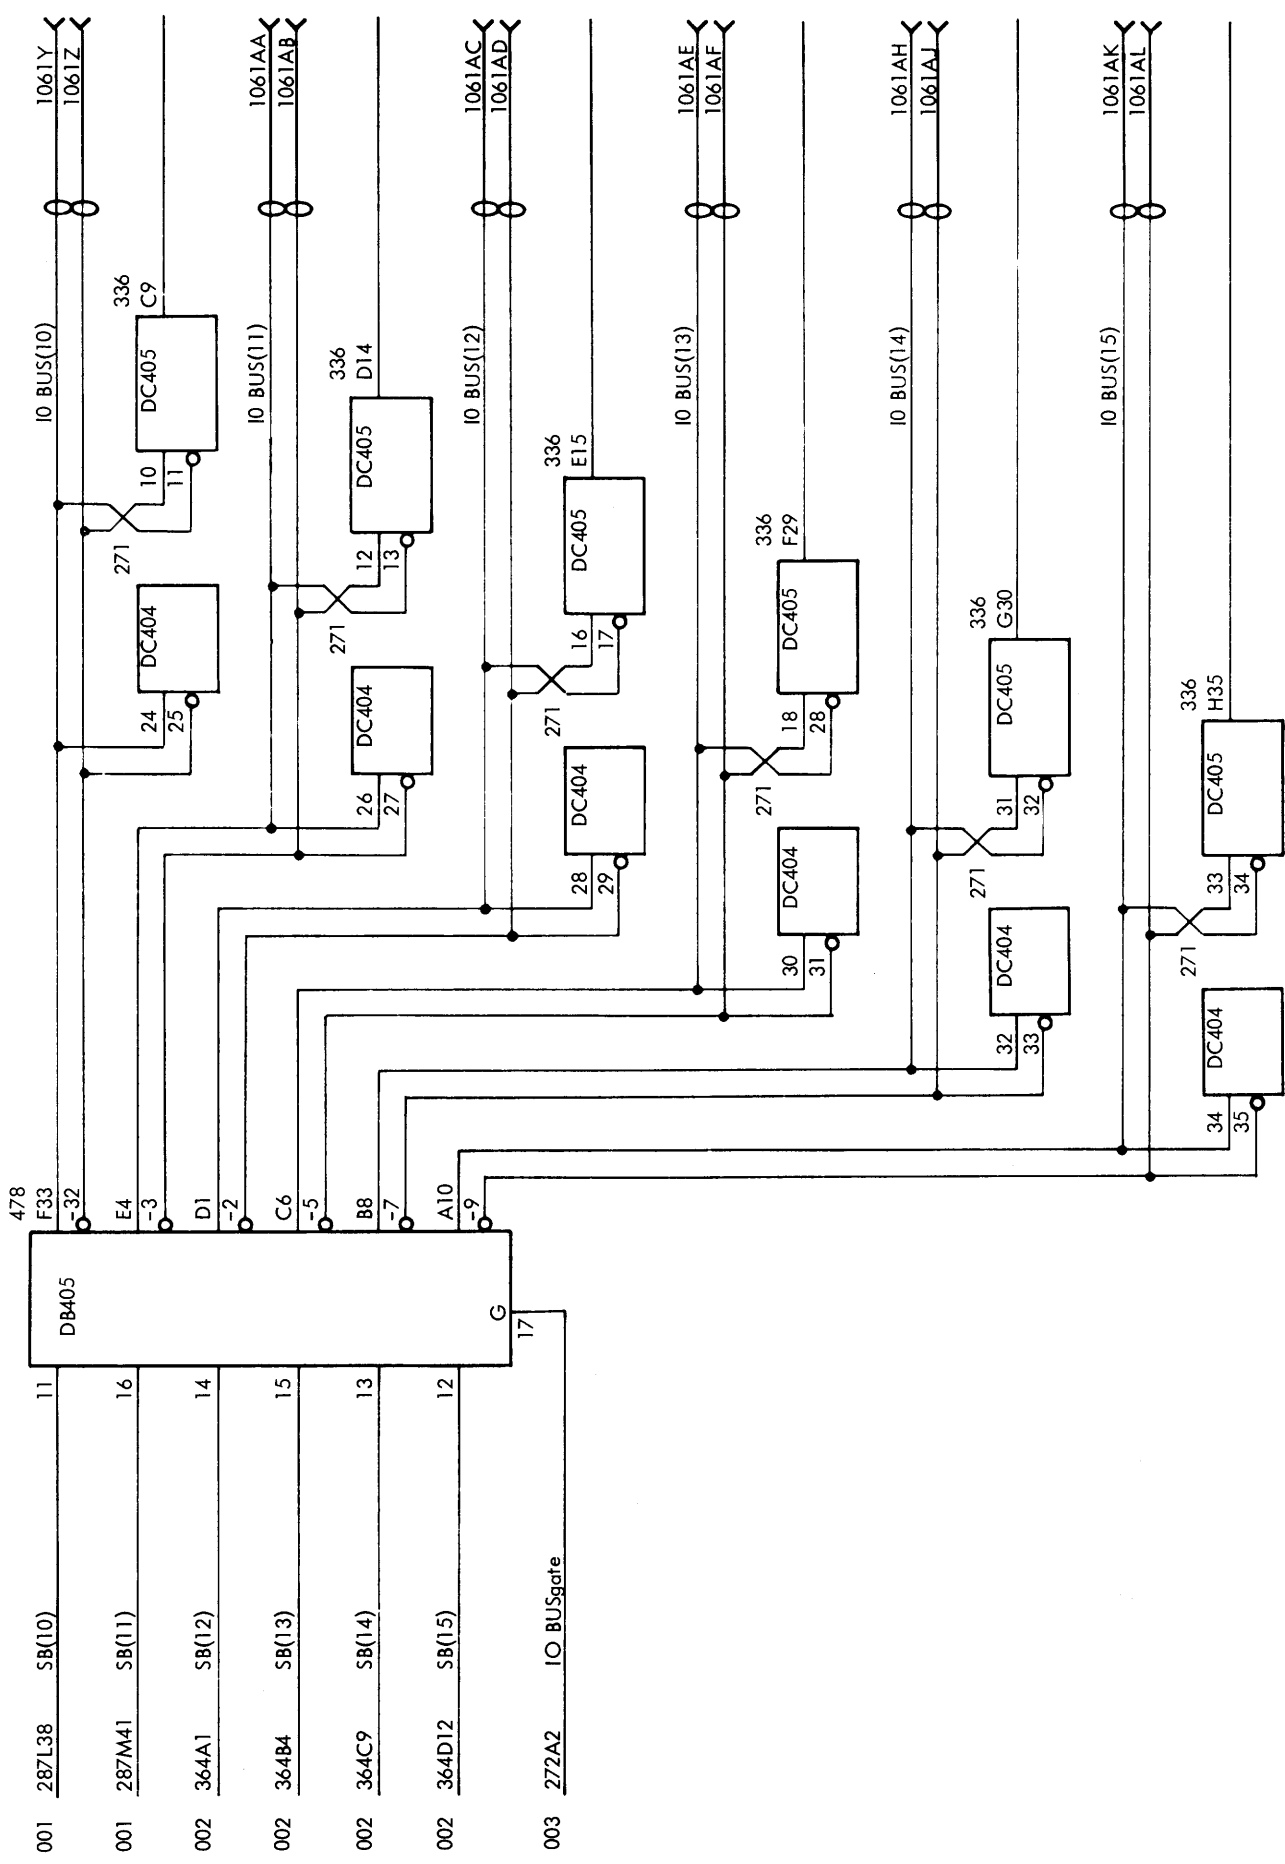 001 287L38 SB(10) 11
001 287M41 SB(11) 16
002 364A1 SB(12) 14
002 364B4 SB(13) 15
002 364C9 SB(14) 13
002 364D12 SB(15) 12
003 272A2 IO BUSgate 17
DB405
G
478
F33
-32
E4
-3
D1
-2
C6
-5
B8
-7
A10
-9
24
25
DC404
271
10
11
DC405
336
C9
IO BUS(10)
1061Y
1061Z
26
27
DC404
271
12
13
DC405
336
D14
IO BUS(11)
1061AA
1061AB
28
29
DC404
271
16
17
DC405
336
E15
IO BUS(12)
1061AC
1061AD
30
31
DC404
271
18
28
DC405
336
F29
IO BUS(13)
1061AE
1061AF
32
33
DC404
271
31
32
DC405
336
G30
IO BUS(14)
1061AH
1061AJ
34
35
DC404
271
33
34
DC405
336
H35
IO BUS(15)
1061AK
1061AL